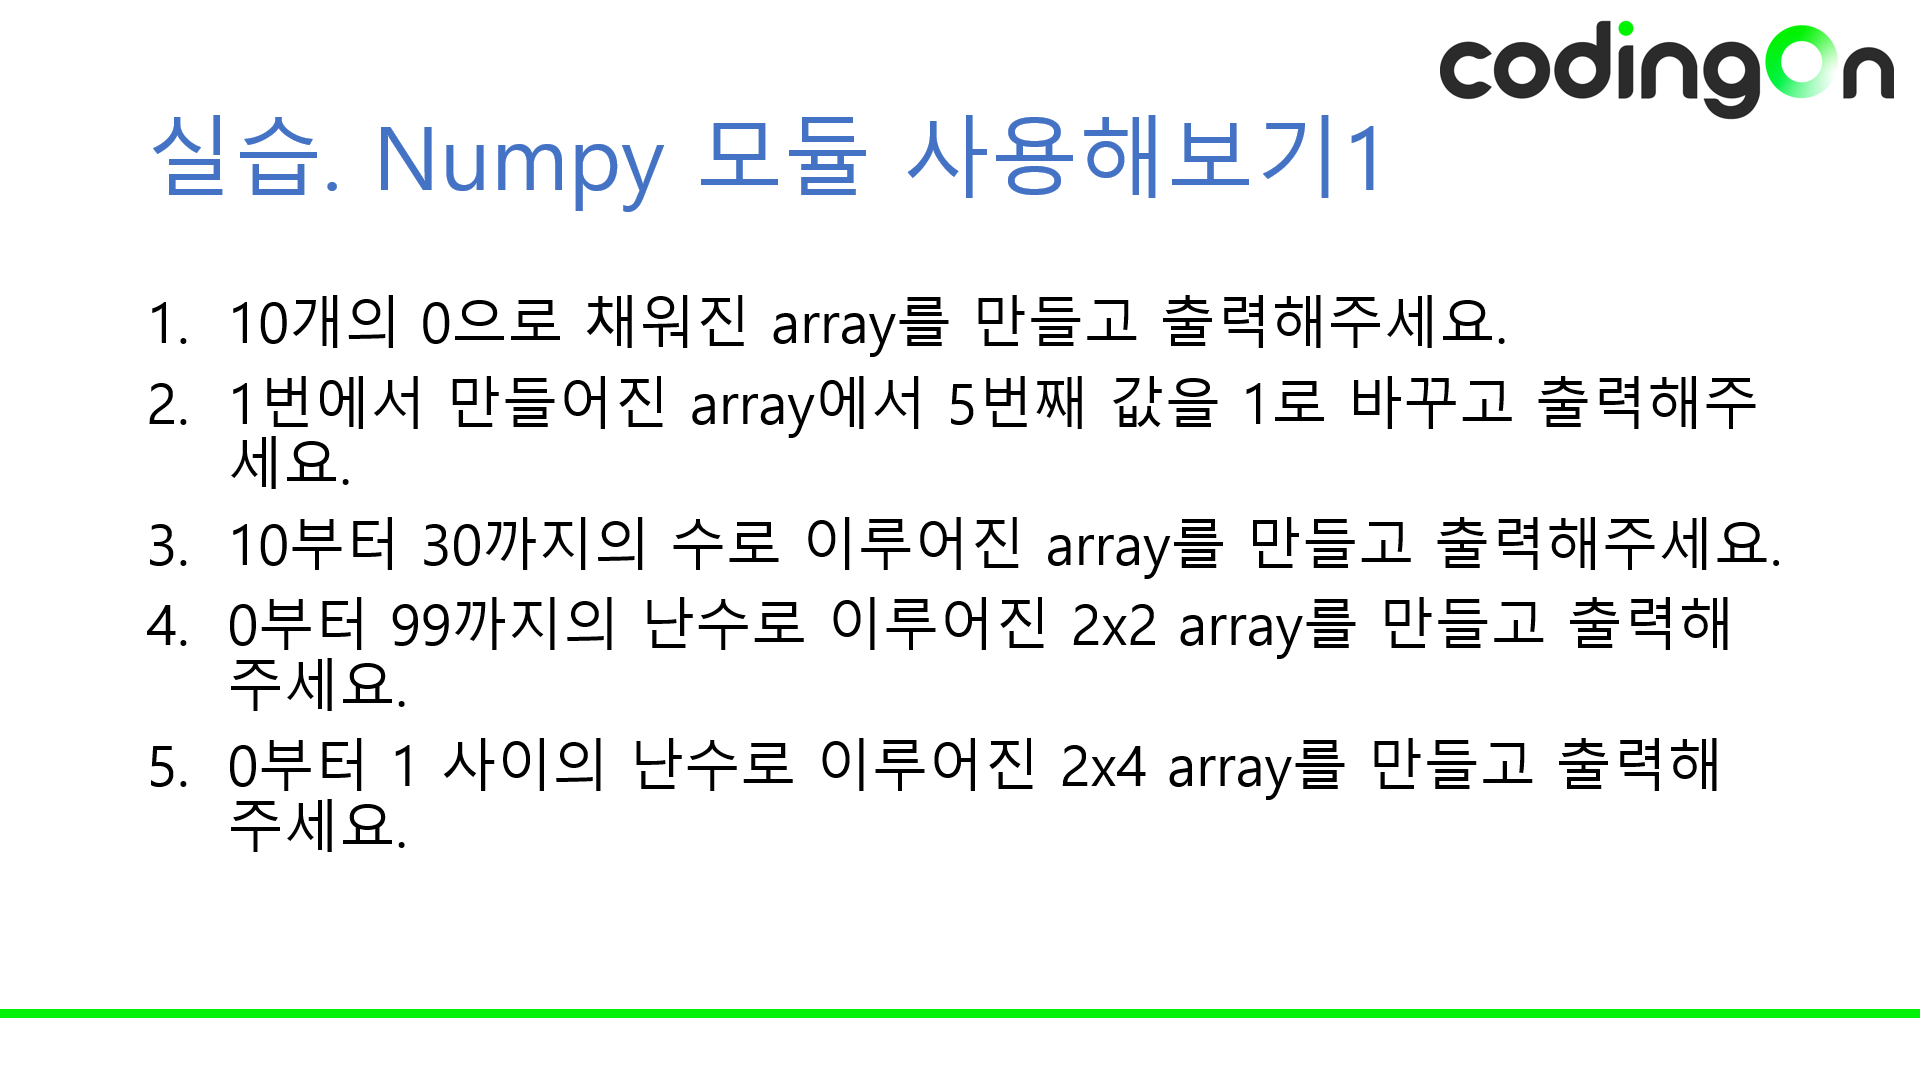 codingOn
실습. Numpy 모듈 사용해보기1
1. 10개의 0으로 채워진 array를 만들고 출력해주세요.
2. 1번에서 만들어진 array에서 5번째 값을 1로 바꾸고 출력해주
세요.
3. 10부터 30까지의 수로 이루어진 array를 만들고 출력해주세요.
4. 0부터 99까지의 난수로 이루어진 2x2 array를 만들고 출력해
주세요.
5. 0부터 1 사이의 난수로 이루어진 2x4 array를 만들고 출력해
주세요.